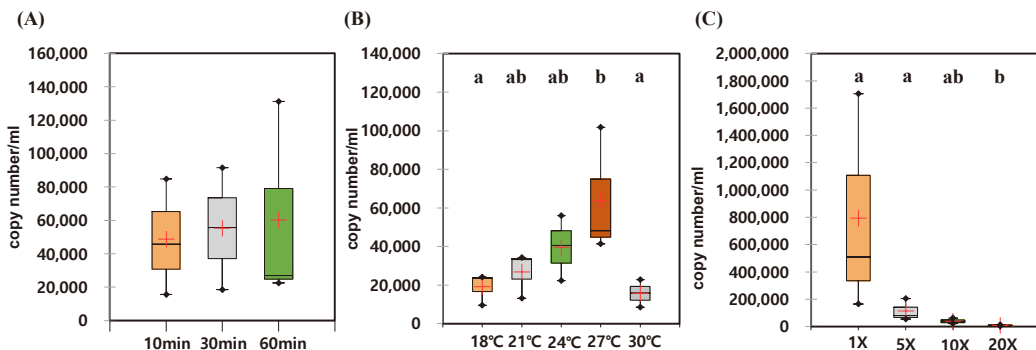 (A)
copy number/ml
160,000
140,000
120,000
100,000
80,000
60,000
40,000
20,000
0
10min 30min 60min
(B)
copy number/ml
140,000
120,000
100,000
80,000
60,000
40,000
20,000
0
a ab ab b a
18℃ 21℃ 24℃ 27℃ 30℃
(C)
copy number/ml
2,000,000
1,800,000
1,600,000
1,400,000
1,200,000
1,000,000
800,000
600,000
400,000
200,000
0
a a ab b
1X 5X 10X 20X